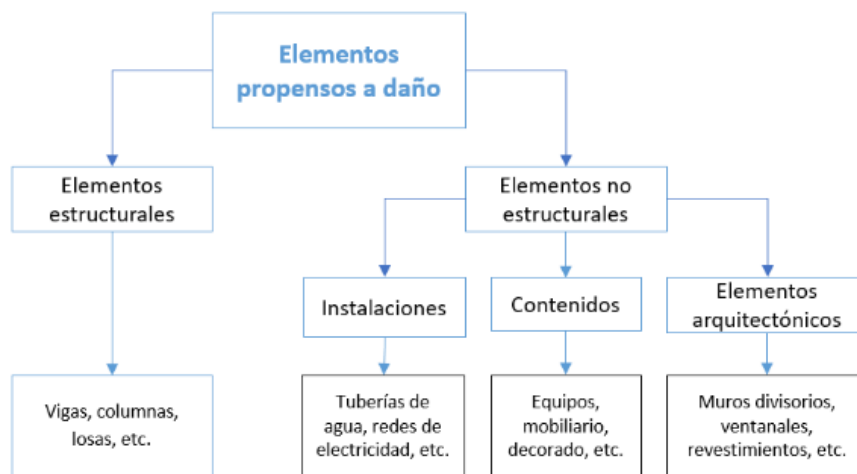 Elementos
propensos a daño
Elementos
estructurales
Elementos no
estructurales
Instalaciones
Contenidos
Elementos
arquitectónicos
Vigas, columnas,
losas, etc.
Tuberías de
agua, redes de
electricidad, etc.
Equipos,
mobiliario,
decorado, etc.
Muros divisorios,
ventanales,
revestimientos, etc.